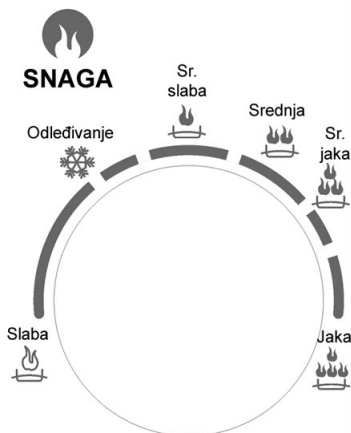 SNAGA
Sr.
slaba
Srednja
Odleđivanje
Sr.
jaka
Slaba
Jaka